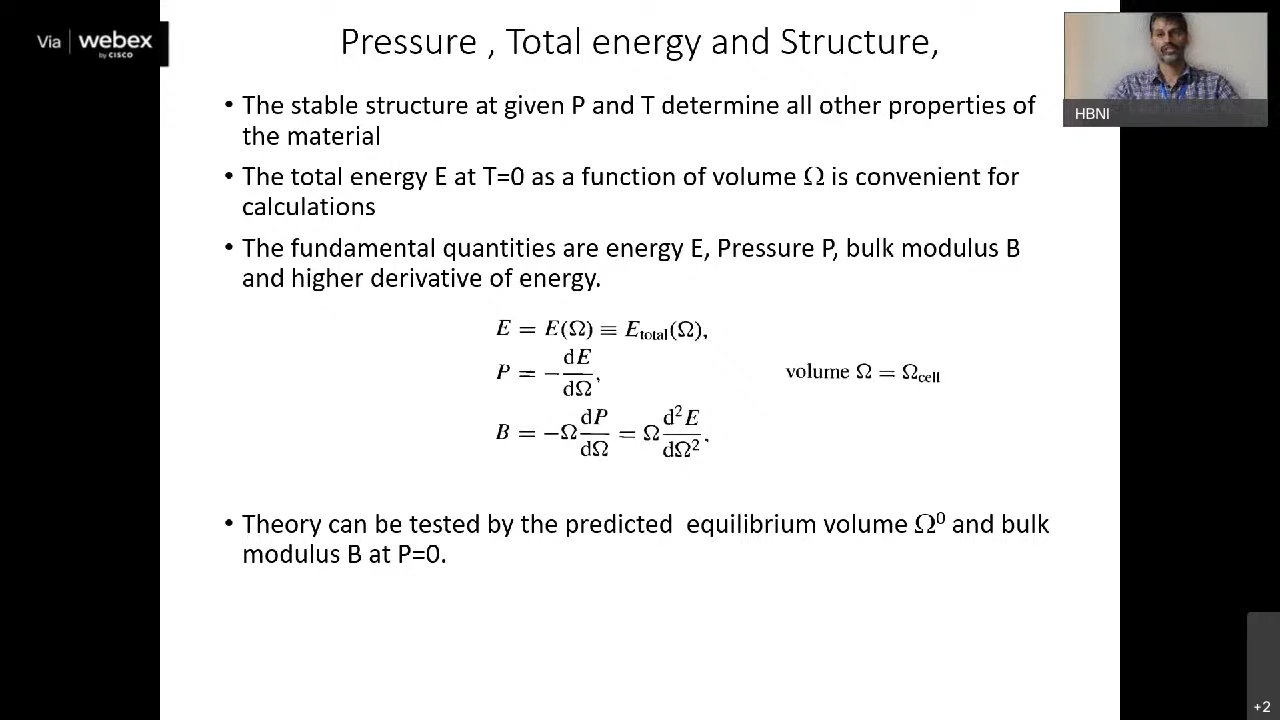 Via | webex
by CISCO
Pressure , Total energy and Structure,
HBNI
• The stable structure at given P and T determine all other properties of
the material
• The total energy E at T=0 as a function of volume Ω is convenient for
calculations
• The fundamental quantities are energy E, Pressure P, bulk modulus B
and higher derivative of energy.
E = E(Ω) ≡ E_total(Ω),
P = −dE/dΩ, volume Ω = Ω_cell
B = −Ω dP/dΩ = Ω d²E/dΩ².
• Theory can be tested by the predicted equilibrium volume Ω⁰ and bulk
modulus B at P=0.
+2